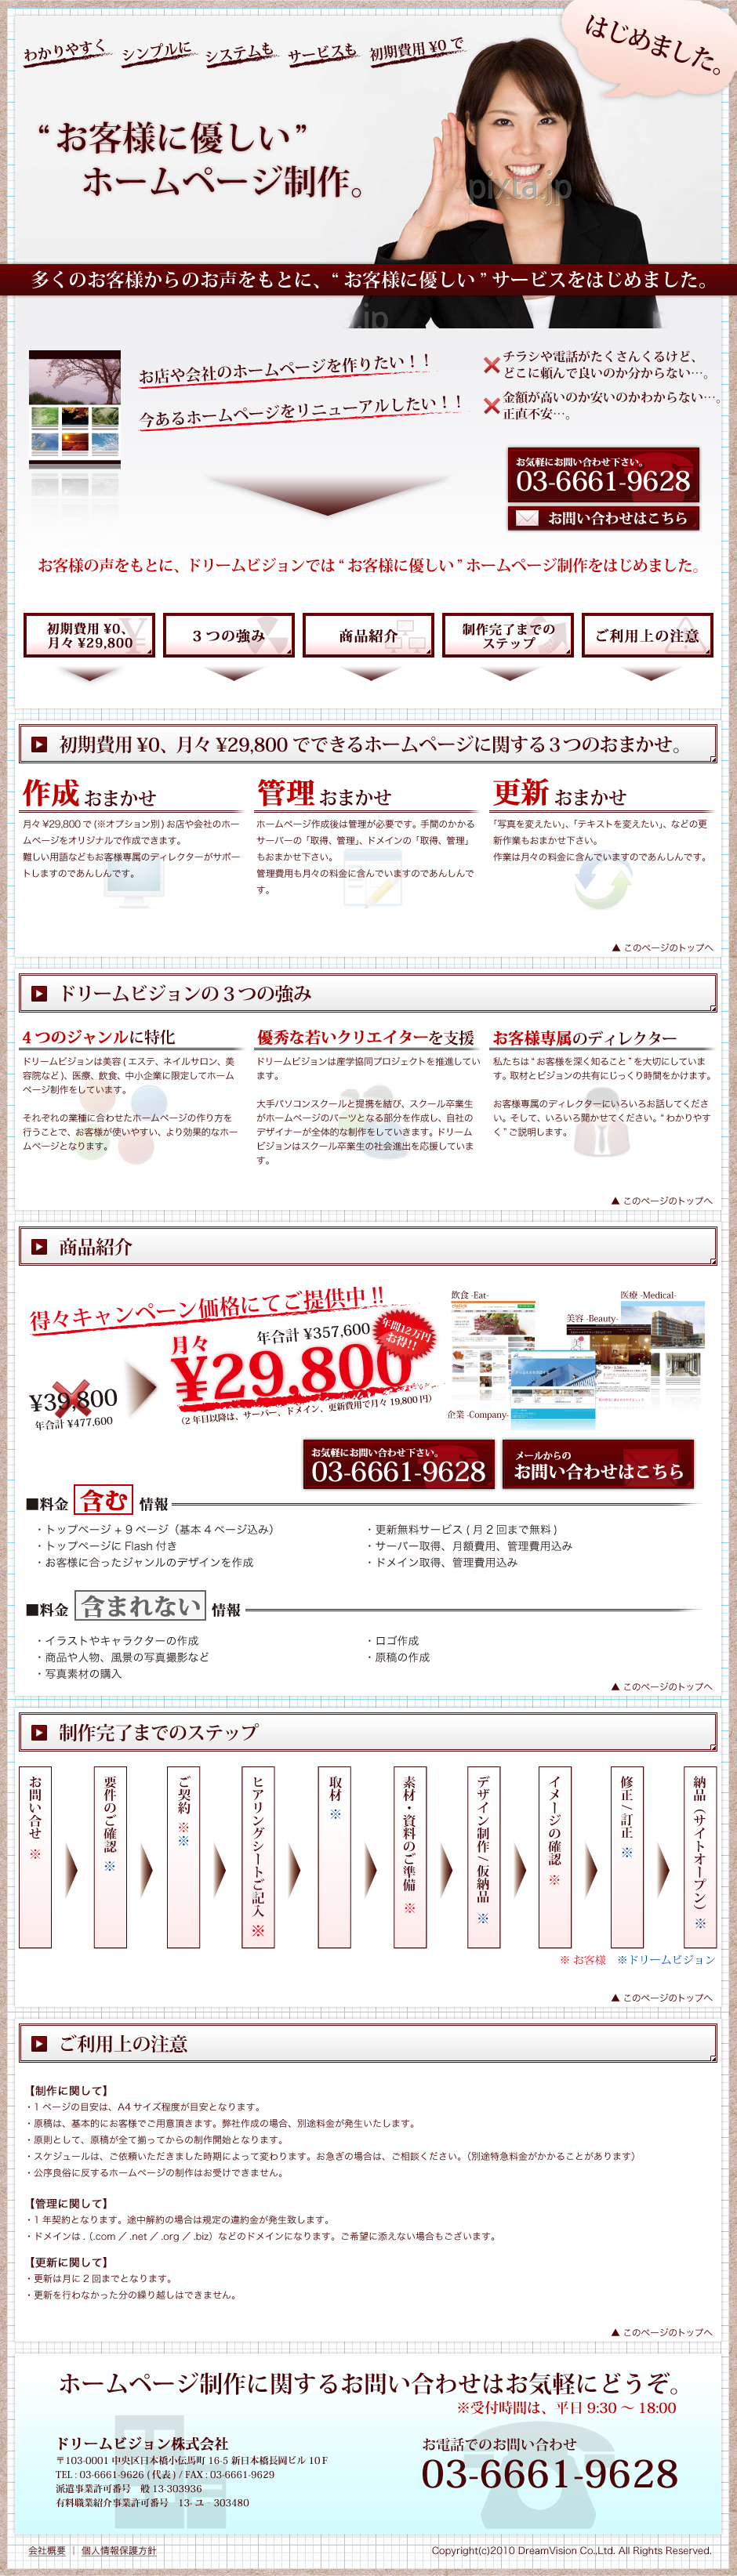 はじめました。
わかりやすく シンプルに システムも サービスも 初期費用 ¥0 で
“お客様に優しい”
ホームページ制作。
pixta.jp
多くのお客様からのお声をもとに、“ お客様に優しい ” サービスをはじめました。
お店や会社のホームページを作りたい！！
今あるホームページをリニューアルしたい！！
チラシや電話がたくさんくるけど、
どこに頼んで良いのか分からない…。
金額が高いのか安いのかわからない…。
正直不安…。
お気軽にお問い合わせ下さい。
03-6661-9628
お問い合わせはこちら
お客様の声をもとに、ドリームビジョンでは “ お客様に優しい ” ホームページ制作をはじめました。
初期費用 ¥0、
月々 ¥29,800
３つの強み
商品紹介
制作完了までの
ステップ
ご利用上の注意
初期費用 ¥0、月々 ¥29,800 でできるホームページに関する３つのおまかせ。
作成 おまかせ
月々 ¥29,800 で (※オプション別 ) お店や会社のホー
ムページをオリジナルで作成できます。
難しい用語などもお客様専属のディレクターがサポー
トしますのであんしんです。
管理 おまかせ
ホームページ作成後は管理が必要です。手間のかかる
サーバーの「取得、管理」、ドメインの「取得、管理」
もおまかせ下さい。
管理費用も月々の料金に含んでいますのであんしんで
す。
更新 おまかせ
「写真を変えたい」、「テキストを変えたい」、などの更
新作業もおまかせ下さい。
作業は月々の料金に含んでいますのであんしんです。
▲ このページのトップへ
ドリームビジョンの３つの強み
4 つのジャンルに特化
ドリームビジョンは美容 ( エステ、ネイルサロン、美
容院など )、医療、飲食、中小企業に限定してホーム
ページ制作をしています。
それぞれの業種に合わせたホームページの作り方を
行うことで、お客様が使いやすい、より効果的なホー
ムページとなります。
優秀な若いクリエイターを支援
ドリームビジョンは産学協同プロジェクトを推進してい
ます。
大手パソコンスクールと提携を結び、スクール卒業生
がホームページのパーツとなる部分を作成し、自社の
デザイナーが全体的な制作をしていきます。ドリーム
ビジョンはスクール卒業生の社会進出を応援していま
す。
お客様専属のディレクター
私たちは “ お客様を深く知ること ” を大切にしていま
す。取材とビジョンの共有にじっくり時間をかけます。
お客様専属のディレクターにいろいろお話してくださ
い。そして、いろいろ聞かせてください。“ わかりやす
く ” ご説明します。
▲ このページのトップへ
商品紹介
得々キャンペーン価格にてご提供中 !!
¥39,800
年合計 ¥477,600
月々
年合計 ¥357,600
¥29,800
年間12万円
お得!!
（2 年目以降は、サーバー、ドメイン、更新費用で月々 19,800 円）
飲食 -Eat-
美容 -Beauty-
医療 -Medical-
企業 -Company-
お気軽にお問い合わせ下さい。
03-6661-9628
メールからの
お問い合わせはこちら
■料金 含む 情報
・トップページ + 9 ページ（基本 4 ページ込み）
・トップページに Flash 付き
・お客様に合ったジャンルのデザインを作成
・更新無料サービス ( 月 2 回まで無料 )
・サーバー取得、月額費用、管理費用込み
・ドメイン取得、管理費用込み
■料金 含まれない 情報
・イラストやキャラクターの作成
・商品や人物、風景の写真撮影など
・写真素材の購入
・ロゴ作成
・原稿の作成
▲ このページのトップへ
制作完了までのステップ
お問い合せ ※
要件のご確認 ※
ご契約 ※※
ヒアリングシートご記入 ※
取材 ※
素材・資料のご準備 ※
デザイン制作 / 仮納品 ※
イメージの確認 ※
修正 / 訂正 ※
納品（サイトオープン）※
※ お客様 ※ドリームビジョン
▲ このページのトップへ
ご利用上の注意
【制作に関して】
・1 ページの目安は、A4 サイズ程度が目安となります。
・原稿は、基本的にお客様でご用意頂きます。弊社作成の場合、別途料金が発生いたします。
・原則として、原稿が全て揃ってからの制作開始となります。
・スケジュールは、ご依頼いただきました時期によって変わります。お急ぎの場合は、ご相談ください。（別途特急料金がかかることがあります）
・公序良俗に反するホームページの制作はお受けできません。
【管理に関して】
・1 年契約となります。途中解約の場合は規定の違約金が発生致します。
・ドメインは .（.com ／ .net ／ .org ／ .biz）などのドメインになります。ご希望に添えない場合もございます。
【更新に関して】
・更新は月に 2 回までとなります。
・更新を行わなかった分の繰り越しはできません。
▲ このページのトップへ
ホームページ制作に関するお問い合わせはお気軽にどうぞ。
※受付時間は、平日 9:30 〜 18:00
ドリームビジョン株式会社
〒103-0001 中央区日本橋小伝馬町 16-5 新日本橋長岡ビル 10 F
TEL : 03-6661-9626 ( 代表 ) / FAX : 03-6661-9629
派遣事業許可番号　般 13-303936
有料職業紹介事業許可番号　13- ユ - 303480
お電話でのお問い合わせ
03-6661-9628
会社概要 ｜ 個人情報保護方針
Copyright(c)2010 DreamVision Co.,Ltd. All Rights Reserved.